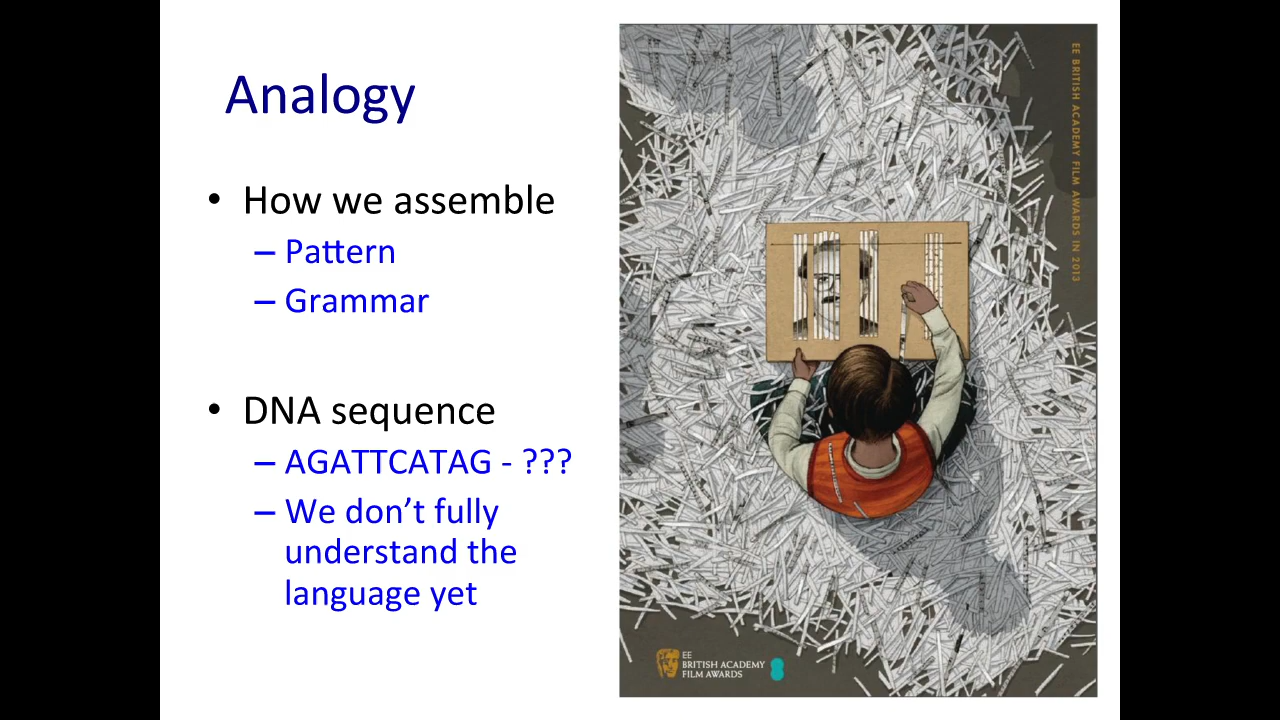 Analogy
• How we assemble
– Pattern
– Grammar
• DNA sequence
– AGATTCATAG - ???
– We don’t fully
understand the
language yet
EE BRITISH ACADEMY FILM AWARDS IN 2013
EE
BRITISH ACADEMY
FILM AWARDS